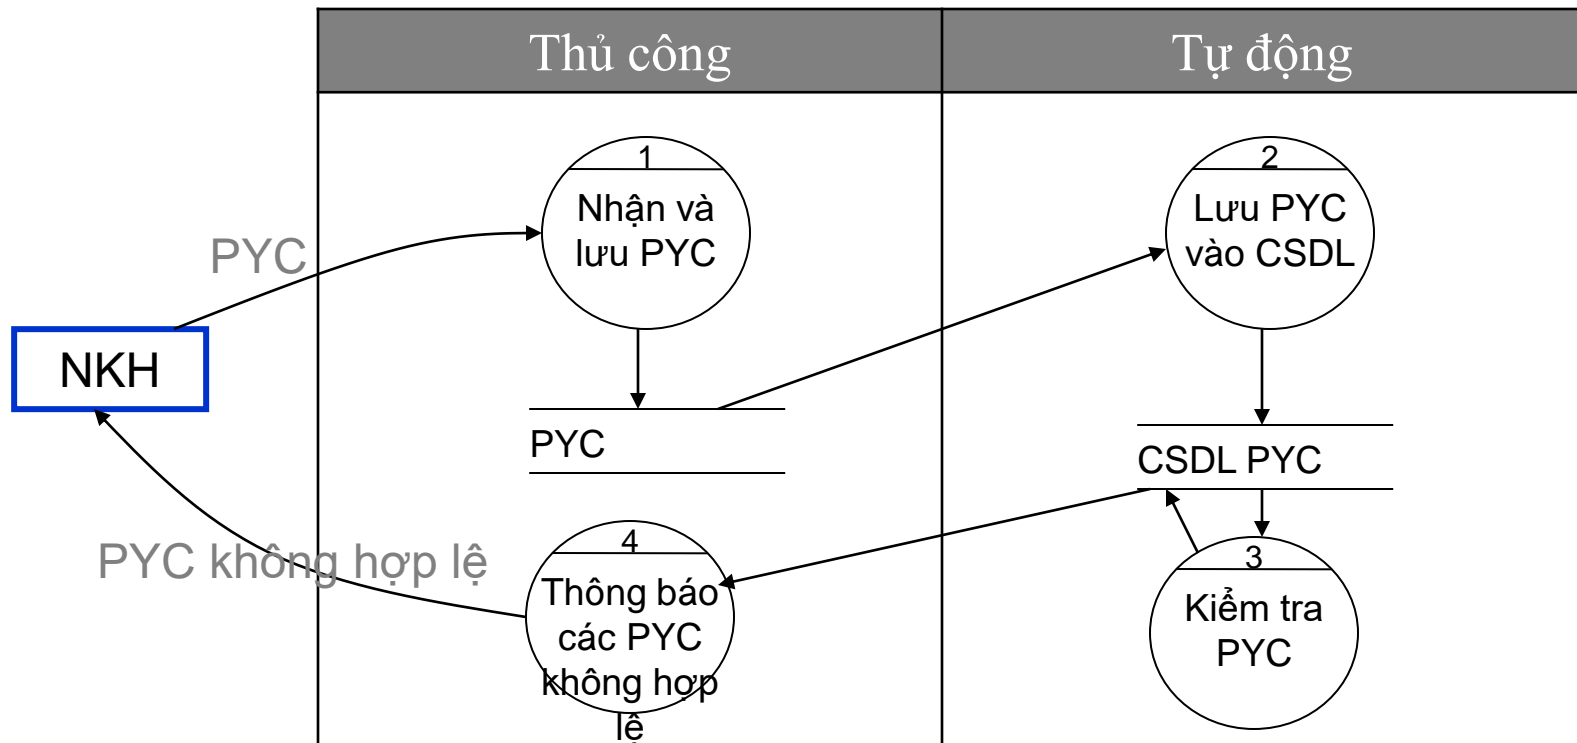 Thủ công
Tự động
1
Nhận và
lưu PYC
2
Lưu PYC
vào CSDL
PYC
NKH
PYC
CSDL PYC
PYC không hợp lệ
4
Thông báo
các PYC
không hợp
lệ
3
Kiểm tra
PYC